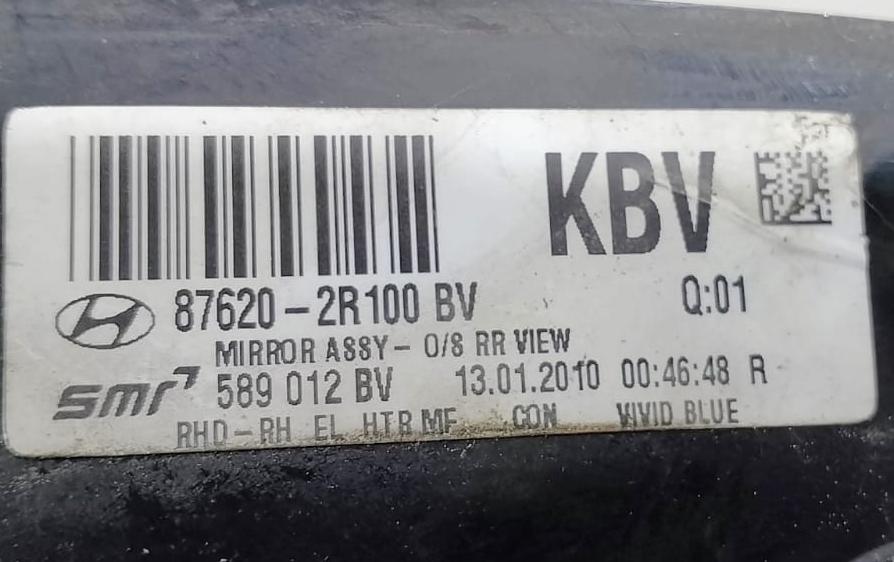 KBV
87620-2R100 BV Q:01
MIRROR ASSY- O/S RR VIEW
smr 589 012 BV 13.01.2010 00:46:48 R
RHD-RH EL HTR MF CON VIVID BLUE